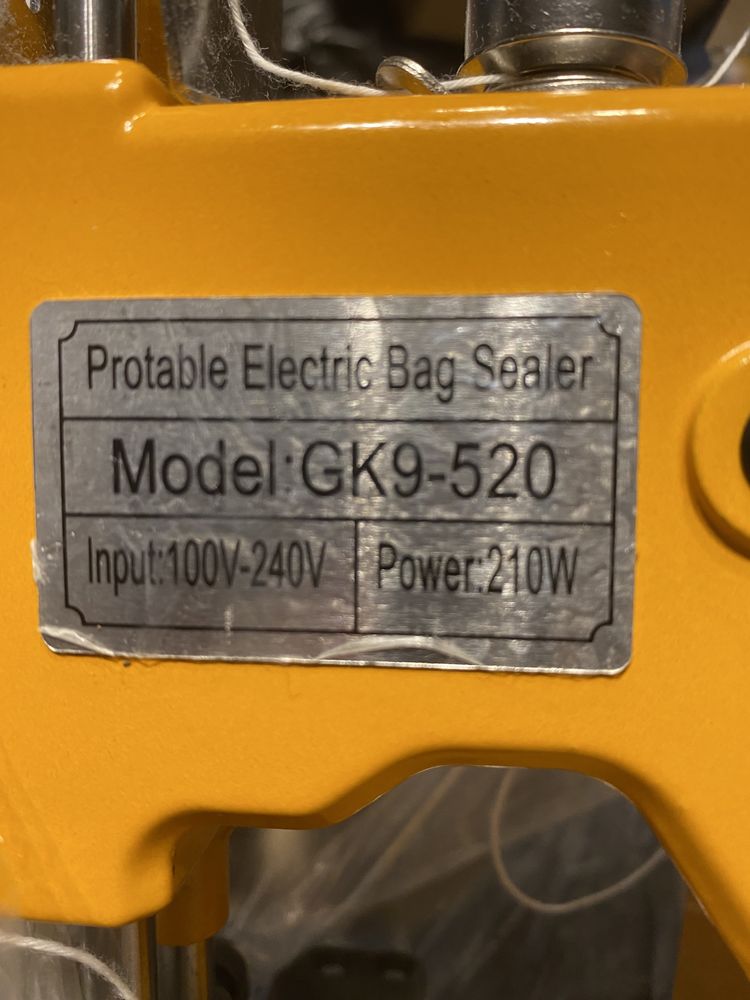 Protable Electric Bag Sealer
Model:GK9-520
Input:100V-240V
Power:210W